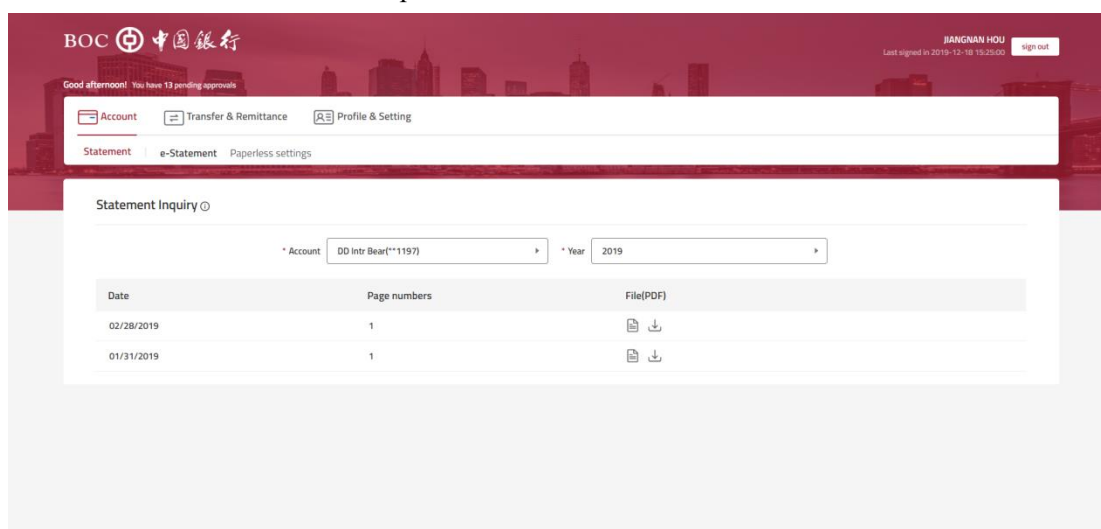 BOC 中国银行
JIANGNAN HOU
Last signed in 2019-12-18 15:25:00
sign out
Good afternoon! You have 13 pending approvals
Account Transfer & Remittance Profile & Setting
Statement e-Statement Paperless settings
Statement Inquiry
* Account DD Intr Bear(**1197) * Year 2019
Date Page numbers File(PDF)
02/28/2019 1
01/31/2019 1